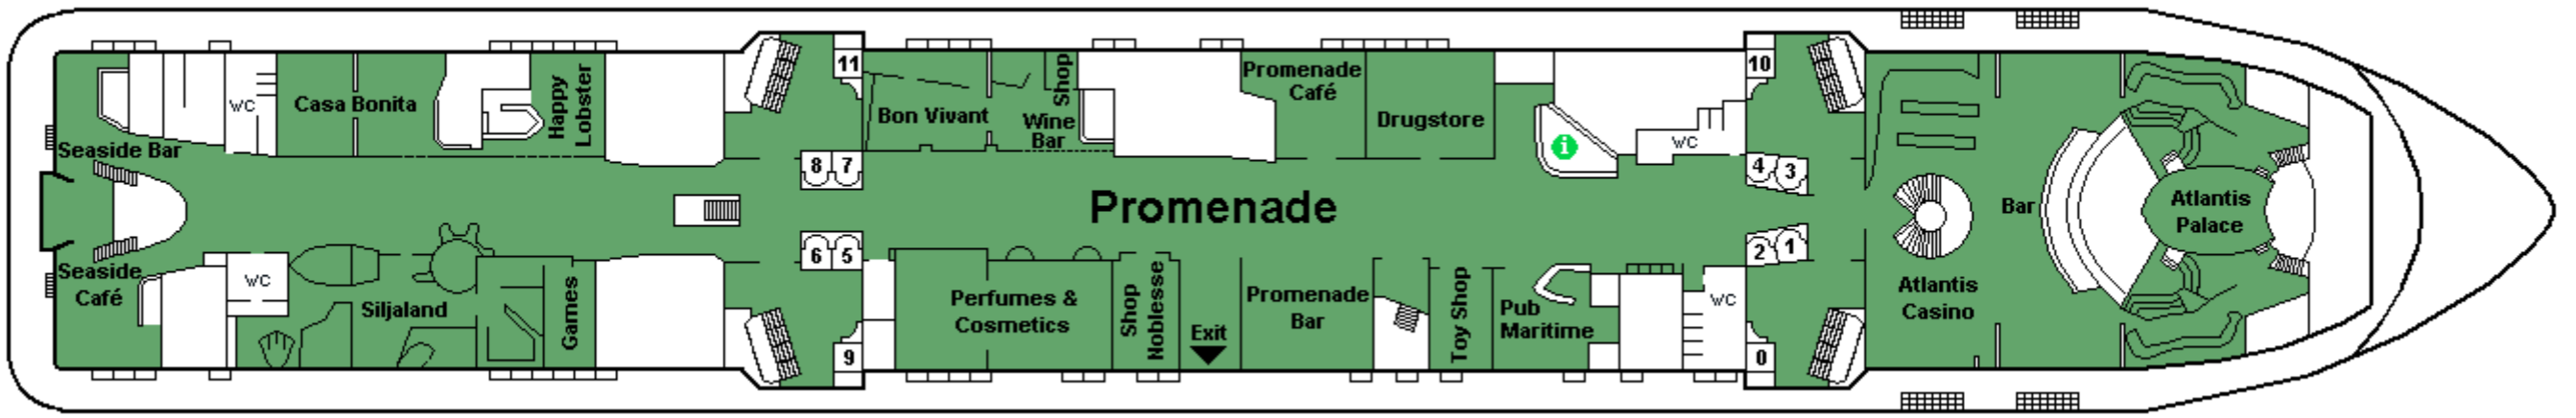 11
10
WC
Casa Bonita
Happy
Lobster
Bon Vivant
Shop
Wine
Bar
Promenade
Café
Drugstore
i
WC
Seaside Bar
8 7
4 3
Promenade
Bar
Atlantis
Palace
6 5
2 1
Seaside
Café
WC
Siljaland
Games
Perfumes &
Cosmetics
Shop
Noblesse
Exit
Promenade
Bar
Toy Shop
Pub
Maritime
WC
Atlantis
Casino
9
0